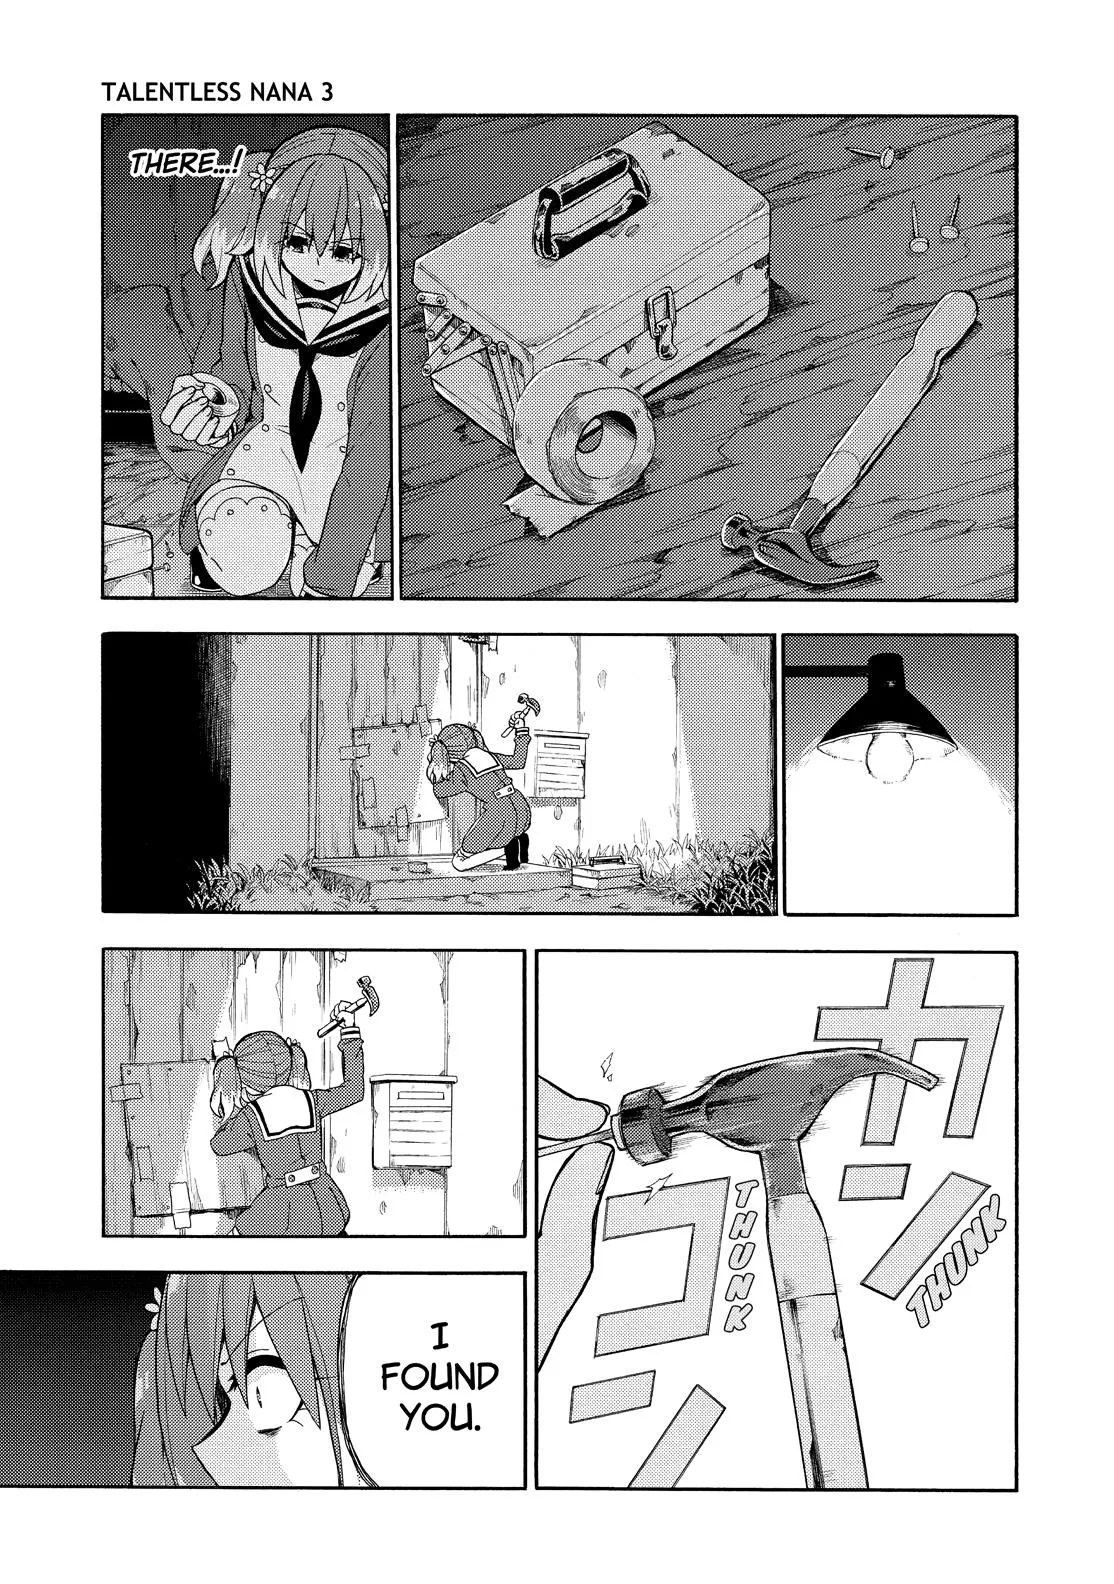 TALENTLESS NANA 3
THERE...!
カン
THUNK
コン
THUNK
I
FOUND
YOU.